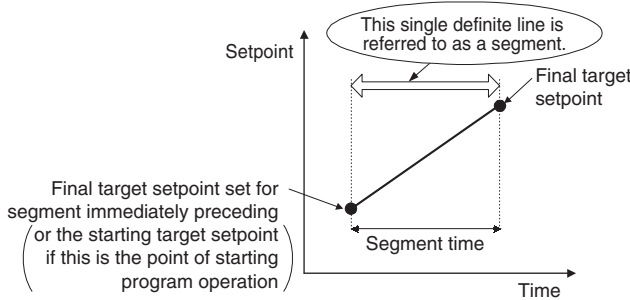 This single definite line is
referred to as a segment.
Setpoint
Final target
setpoint
Final target setpoint set for
segment immediately preceding
or the starting target setpoint
if this is the point of starting
program operation
Segment time
Time